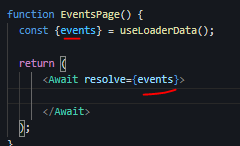 function EventsPage() {
const {events} = useLoaderData();
return (
<Await resolve={events}>
</Await>
);
}